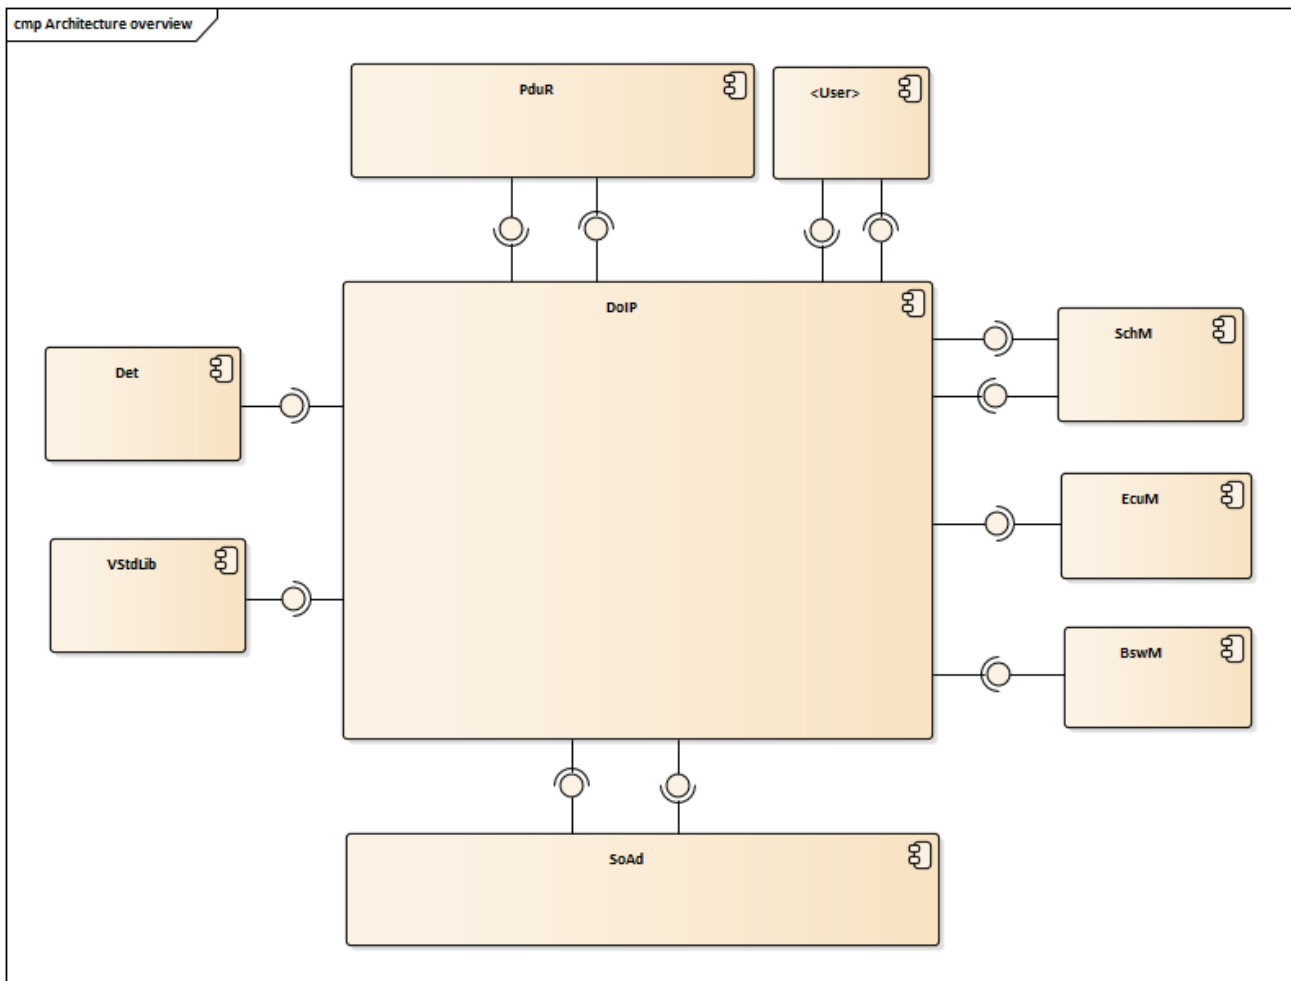 cmp Architecture overview
PduR
<User>
DoIP
SchM
Det
EcuM
VStdLib
BswM
SoAd